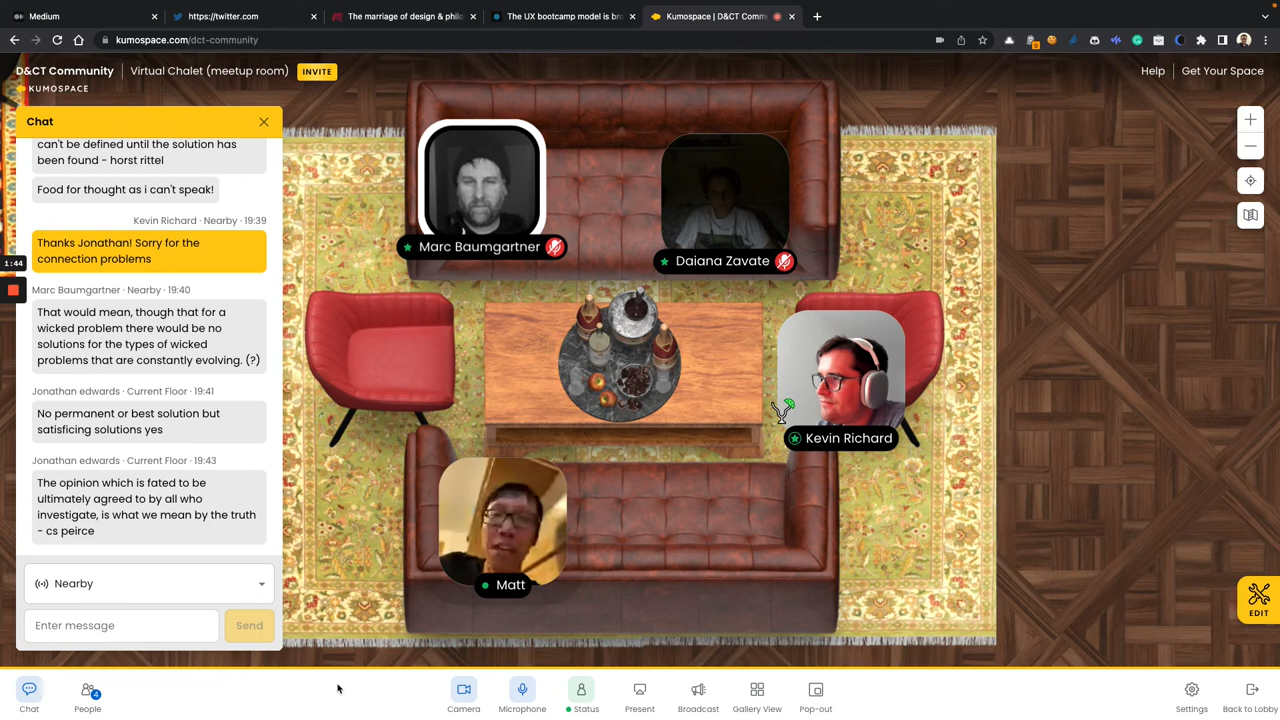 Medium
https://twitter.com
The marriage of design & philo
The UX bootcamp model is bro
Kumospace | D&CT Comm
kumospace.com/dct-community
D&CT Community
Virtual Chalet (meetup room)
INVITE
Help
Get Your Space
KUMOSPACE
Chat
can't be defined until the solution has
been found - horst rittel
Food for thought as i can't speak!
Kevin Richard · Nearby · 19:39
Thanks Jonathan! Sorry for the
connection problems
1:44
Marc Baumgartner · Nearby · 19:40
That would mean, though that for a
wicked problem there would be no
solutions for the types of wicked
problems that are constantly evolving. (?)
Jonathan edwards · Current Floor · 19:41
No permenent or best solution but
satisficing solutions yes
Jonathan edwards · Current Floor · 19:43
The opinion which is fated to be
ultimately agreed to by all who
investigate, is what we mean by the truth
- cs peirce
Nearby
Enter message
Send
Marc Baumgartner
Daiana Zavate
Kevin Richard
Matt
EDIT
Chat
4
People
Camera
Microphone
Status
Present
Broadcast
Gallery View
Pop-out
Settings
Back to Lobby